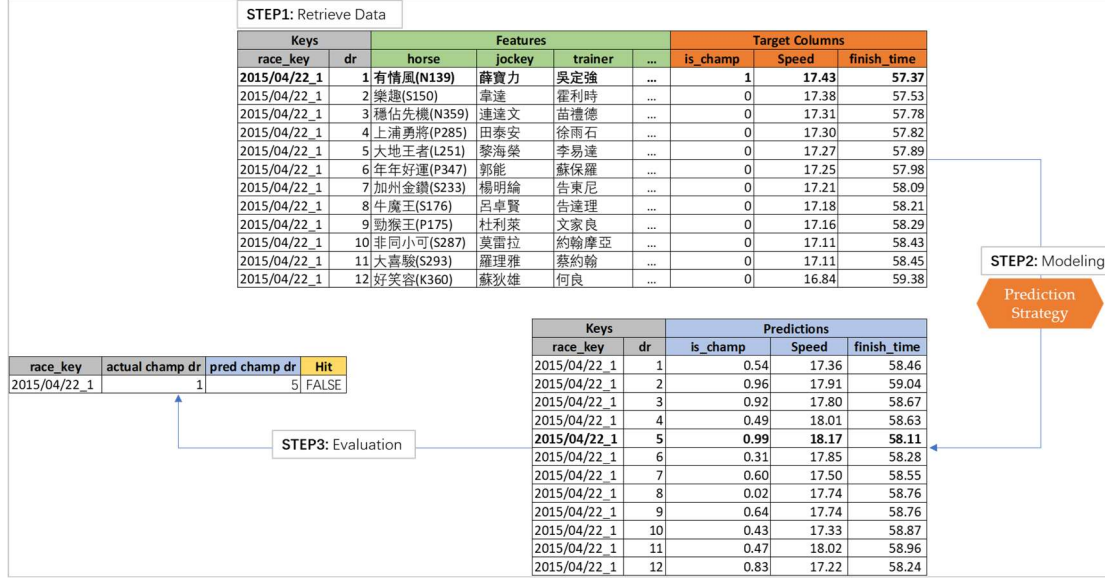 STEP1: Retrieve Data
Keys Features Target Columns
race_key dr horse jockey trainer ... is_champ Speed finish_time
2015/04/22_1 1 有情風(N139) 薛寶力 吳定強 ... 1 17.43 57.37
2015/04/22_1 2 樂趣(S150) 韋達 霍利時 ... 0 17.38 57.53
2015/04/22_1 3 穩佔先機(N359) 連達文 苗禮德 ... 0 17.31 57.78
2015/04/22_1 4 上浦勇將(P285) 田泰安 徐雨石 ... 0 17.30 57.82
2015/04/22_1 5 大地王者(L251) 黎海榮 李易達 ... 0 17.27 57.89
2015/04/22_1 6 年年好運(P347) 郭能 蘇保羅 ... 0 17.25 57.98
2015/04/22_1 7 加州金鑽(S233) 楊明綸 告東尼 ... 0 17.21 58.09
2015/04/22_1 8 牛魔王(S176) 呂卓賢 告達理 ... 0 17.18 58.21
2015/04/22_1 9 勁猴王(P175) 杜利萊 文家良 ... 0 17.16 58.29
2015/04/22_1 10 非同小可(S287) 莫雷拉 約翰摩亞 ... 0 17.11 58.43
2015/04/22_1 11 大喜駿(S293) 羅理雅 蔡約翰 ... 0 17.11 58.45
2015/04/22_1 12 好笑容(K360) 蘇狄雄 何良 ... 0 16.84 59.38
STEP2: Modeling
Prediction
Strategy
Keys Predictions
race_key dr is_champ Speed finish_time
2015/04/22_1 1 0.54 17.36 58.46
2015/04/22_1 2 0.96 17.91 59.04
2015/04/22_1 3 0.92 17.80 58.67
2015/04/22_1 4 0.49 18.01 58.63
2015/04/22_1 5 0.99 18.17 58.11
2015/04/22_1 6 0.31 17.85 58.28
2015/04/22_1 7 0.60 17.50 58.55
2015/04/22_1 8 0.02 17.74 58.76
2015/04/22_1 9 0.64 17.74 58.76
2015/04/22_1 10 0.43 17.33 58.87
2015/04/22_1 11 0.47 18.02 58.96
2015/04/22_1 12 0.83 17.22 58.24
STEP3: Evaluation
race_key actual champ dr pred champ dr Hit
2015/04/22_1 1 5 FALSE